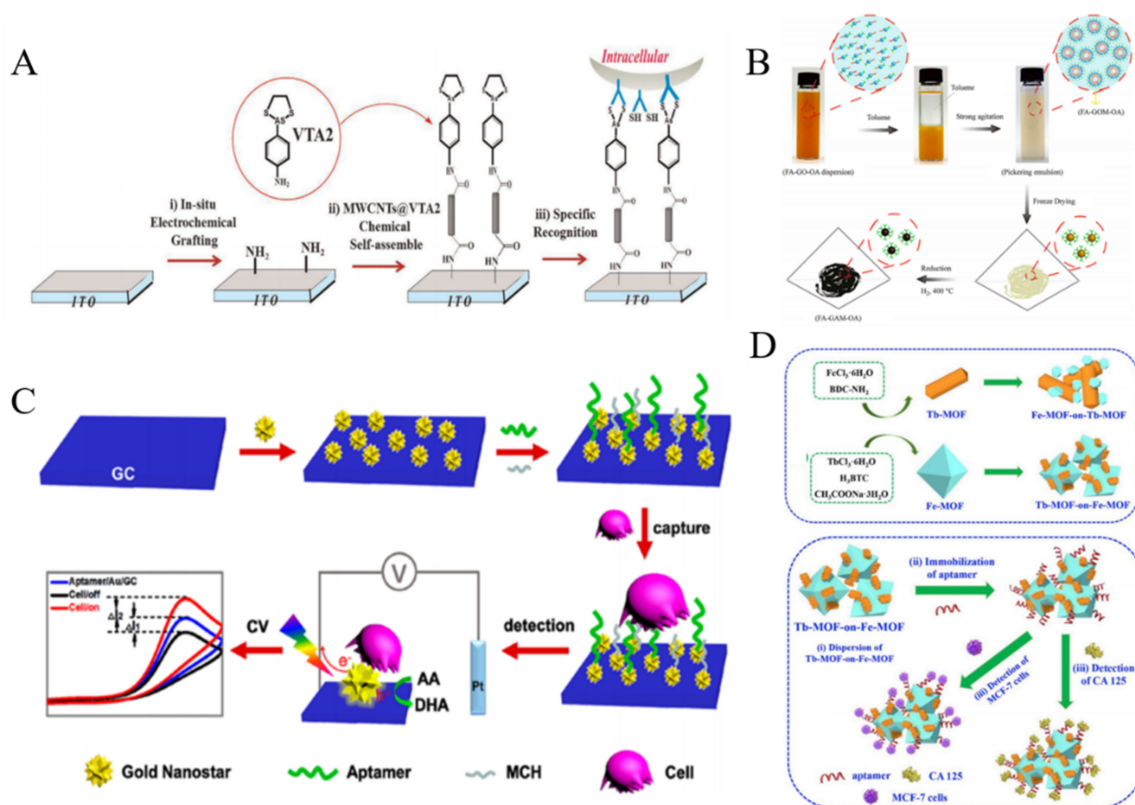 A
VTA2
S
AS
S
NH2
i) In-situ
Electrochemical
Grafting
ii) MWCNTs@VTA2
Chemical
Self-assemble
iii) Specific
Recognition
Intracellular
SH SH
NH2
NH2
ITO
ITO
ITO
ITO
B
Toluene
Toluene
Strong agitation
(FA-GOM-OA)
(FA-GO-OA dispersion)
(Pickering emulsion)
Freeze Drying
Reduction
H2, 400 °C
(FA-GAM-OA)
C
GC
capture
detection
V
Pt
e-
h+
AA
DHA
CV
Aptamer/Au/GC
Cell/off
Cell/on
Gold Nanostar
Aptamer
MCH
Cell
D
FeCl3·6H2O
BDC-NH2
Tb-MOF
Fe-MOF-on-Tb-MOF
TbCl3·6H2O
H3BTC
CH3COONa·3H2O
Fe-MOF
Tb-MOF-on-Fe-MOF
(ii) Immobilization
of aptamer
Tb-MOF-on-Fe-MOF
(i) Dispersion of
Tb-MOF-on-Fe-MOF
(iii) Detection of
MCF-7 cells
(iii) Detection
of CA 125
aptamer
CA 125
MCF-7 cells